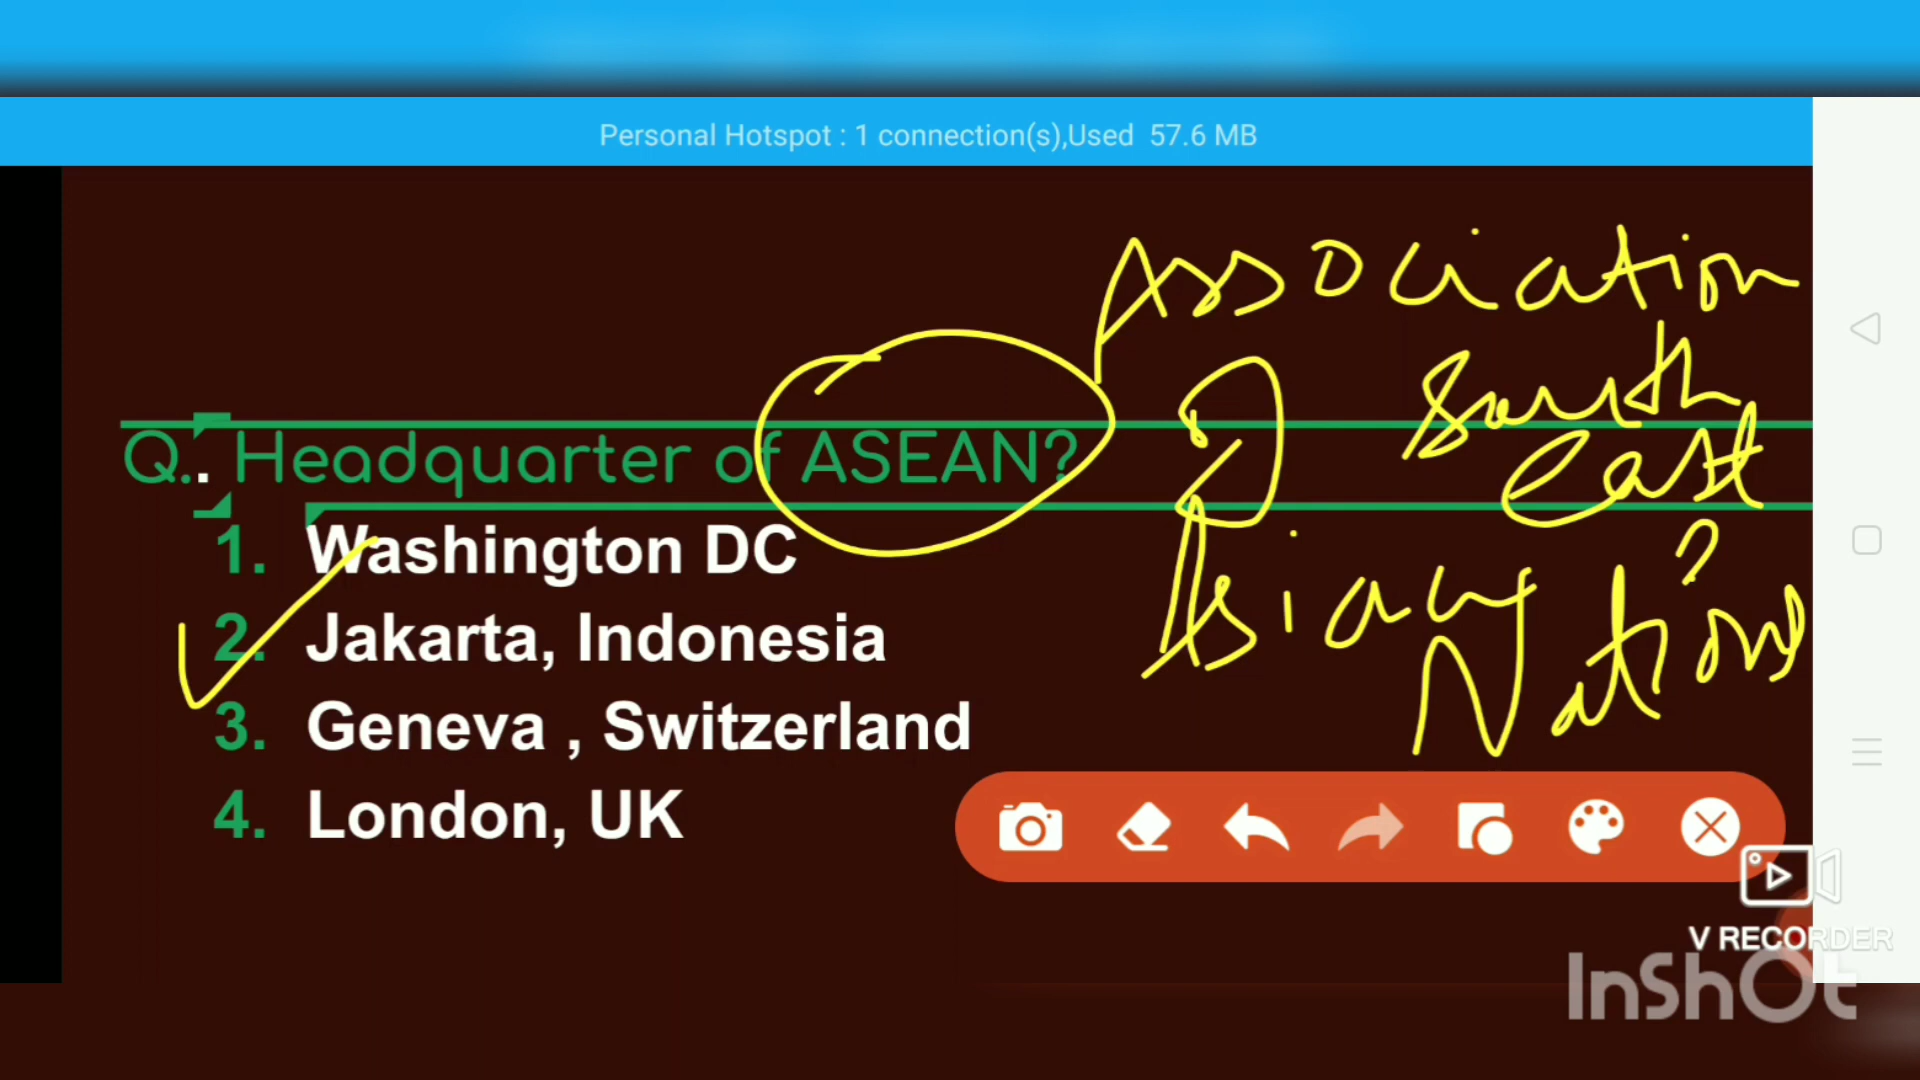 Personal Hotspot : 1 connection(s),Used 57.6 MB
Association
of South
east
Q.. Headquarter of ASEAN?
Asian
Nations
1. Washington DC
2. Jakarta, Indonesia
3. Geneva , Switzerland
4. London, UK
V RECORDER
InShOt